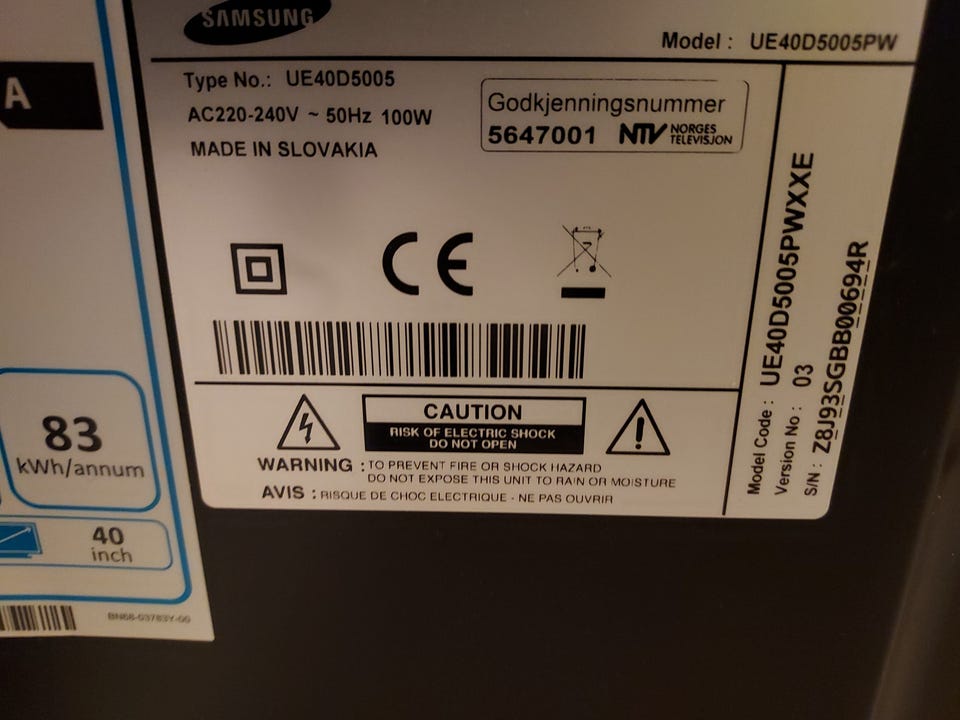 SAMSUNG
Model : UE40D5005PW
Type No.: UE40D5005
AC220-240V ~ 50Hz 100W
MADE IN SLOVAKIA
Godkjenningsnummer
5647001 NTV NORGES TELEVISJON
CE
CAUTION
RISK OF ELECTRIC SHOCK
DO NOT OPEN
WARNING : TO PREVENT FIRE OR SHOCK HAZARD
DO NOT EXPOSE THIS UNIT TO RAIN OR MOISTURE
AVIS : RISQUE DE CHOC ELECTRIQUE - NE PAS OUVRIR
Model Code : UE40D5005PWXXE
Version No : 03
S/N : Z8J93SGBB00694R
A
83
kWh/annum
40
inch
BN68-03783Y-00